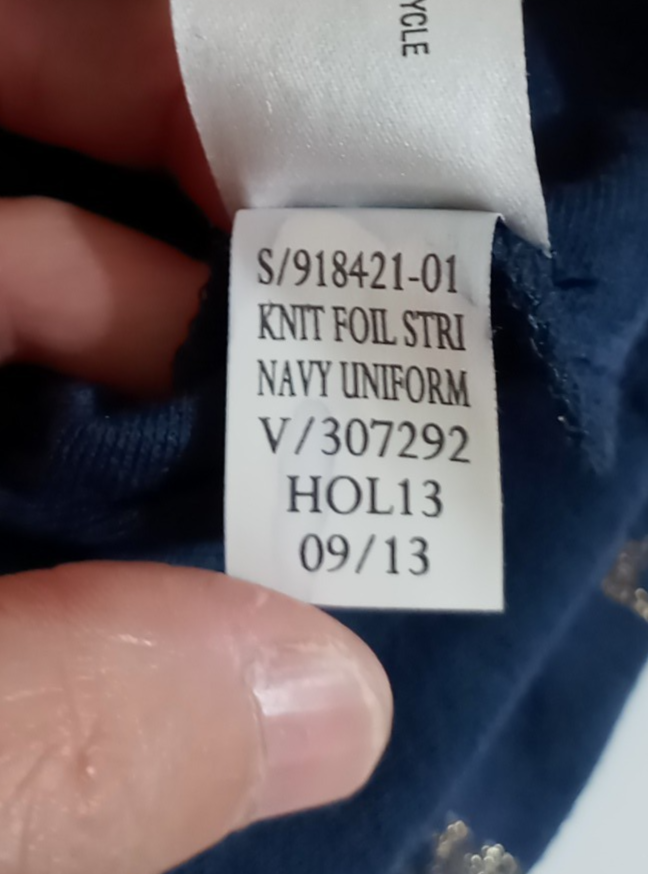 YCLE
S/918421-01
KNIT FOIL STRI
NAVY UNIFORM
V/307292
HOL13
09/13